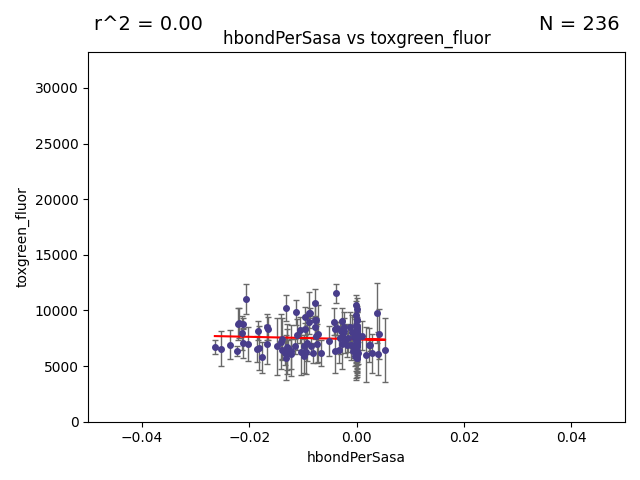 r^2 = 0.00
N = 236
hbondPerSasa vs toxgreen_fluor
30000
25000
20000
15000
10000
5000
0
toxgreen_fluor
−0.04
−0.02
0.00
0.02
0.04
hbondPerSasa